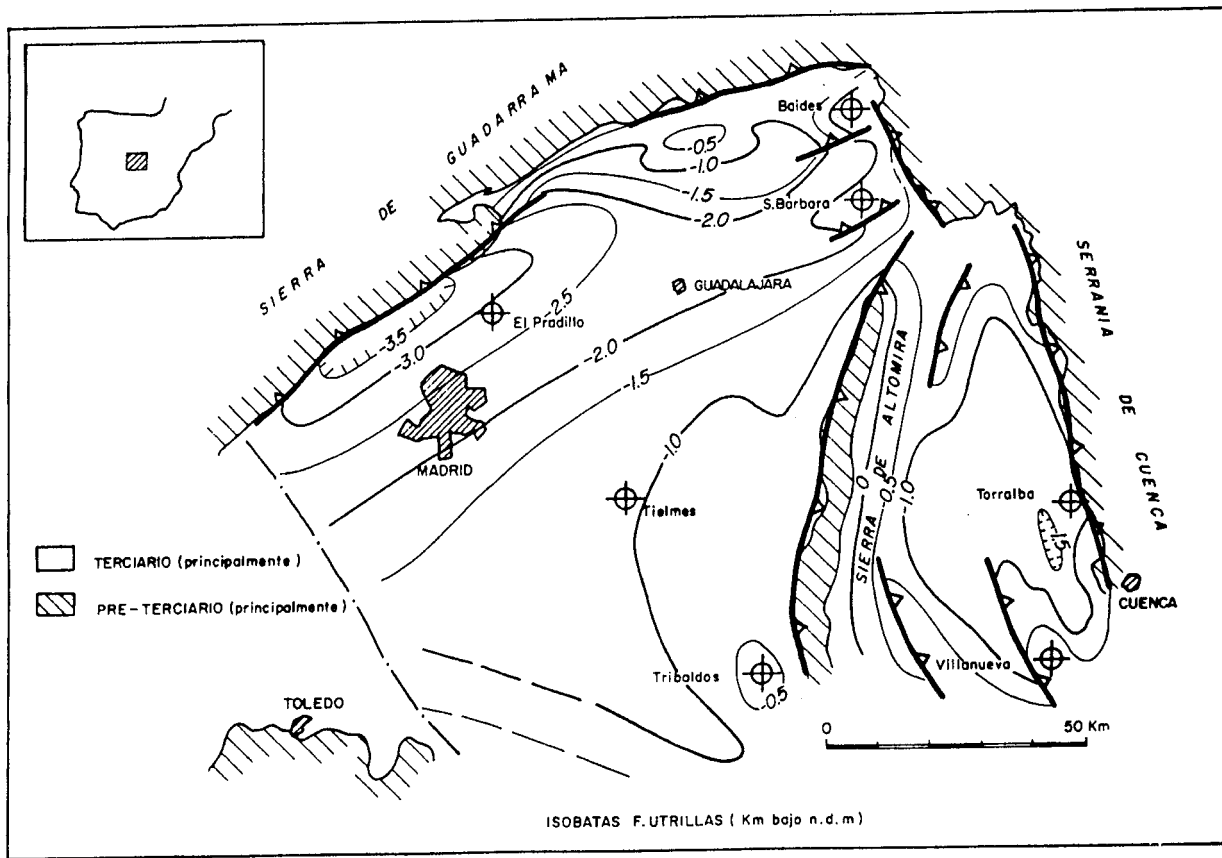 SIERRA DE GUADARRAMA
Baides
-0.5
-1.0
-1.5
-2.0
S.Barbara
GUADALAJARA
-2.5
El Pradillo
-3.5
-3.0
-2.0
-1.5
MADRID
-1.0
Tielmes
SIERRA DE ALTOMIRA
0
-0.5
-1.0
SERRANIA DE CUENCA
Torralba
-1.5
CUENCA
TERCIARIO (principalmente)
PRE-TERCIARIO (principalmente)
Villanueva
Tribaldos
-0.5
TOLEDO
0 50 Km
ISOBATAS F. UTRILLAS ( Km bajo n.d.m)